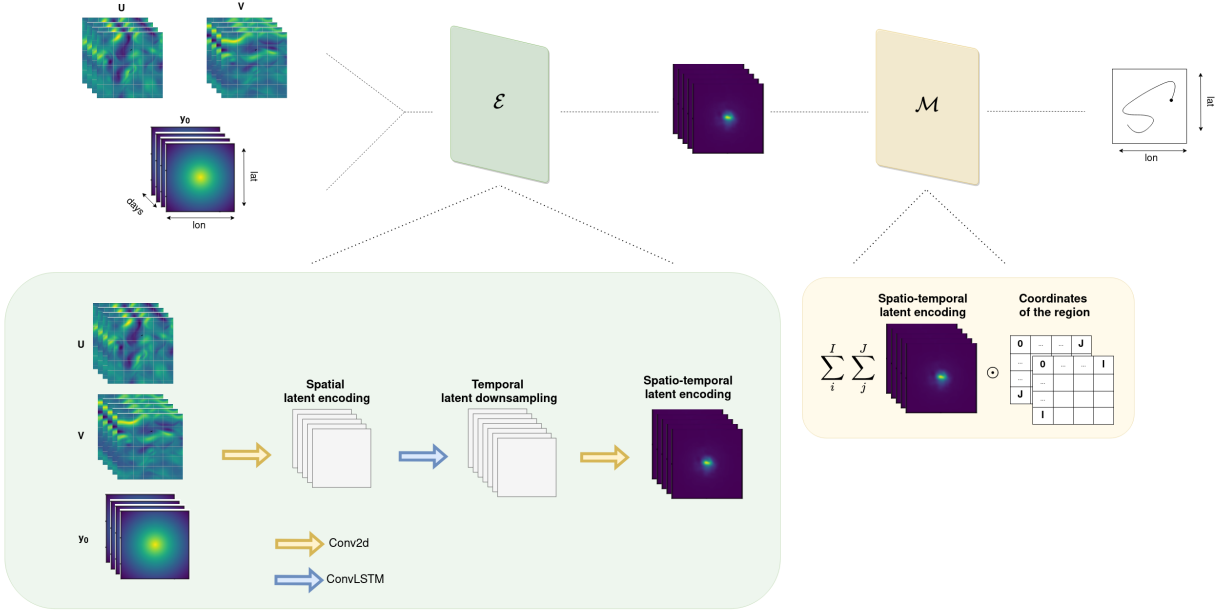 U
V
y₀
days
lat
lon
ℰ
ℳ
lat
lon
U
V
y₀
Spatial
latent encoding
Temporal
latent downsampling
Spatio-temporal
latent encoding
Conv2d
ConvLSTM
Spatio-temporal
latent encoding
Coordinates
of the region
I J
∑ ∑
i j
⊙
0 ... ... J
...
...
J
0 ... ... I
...
...
I